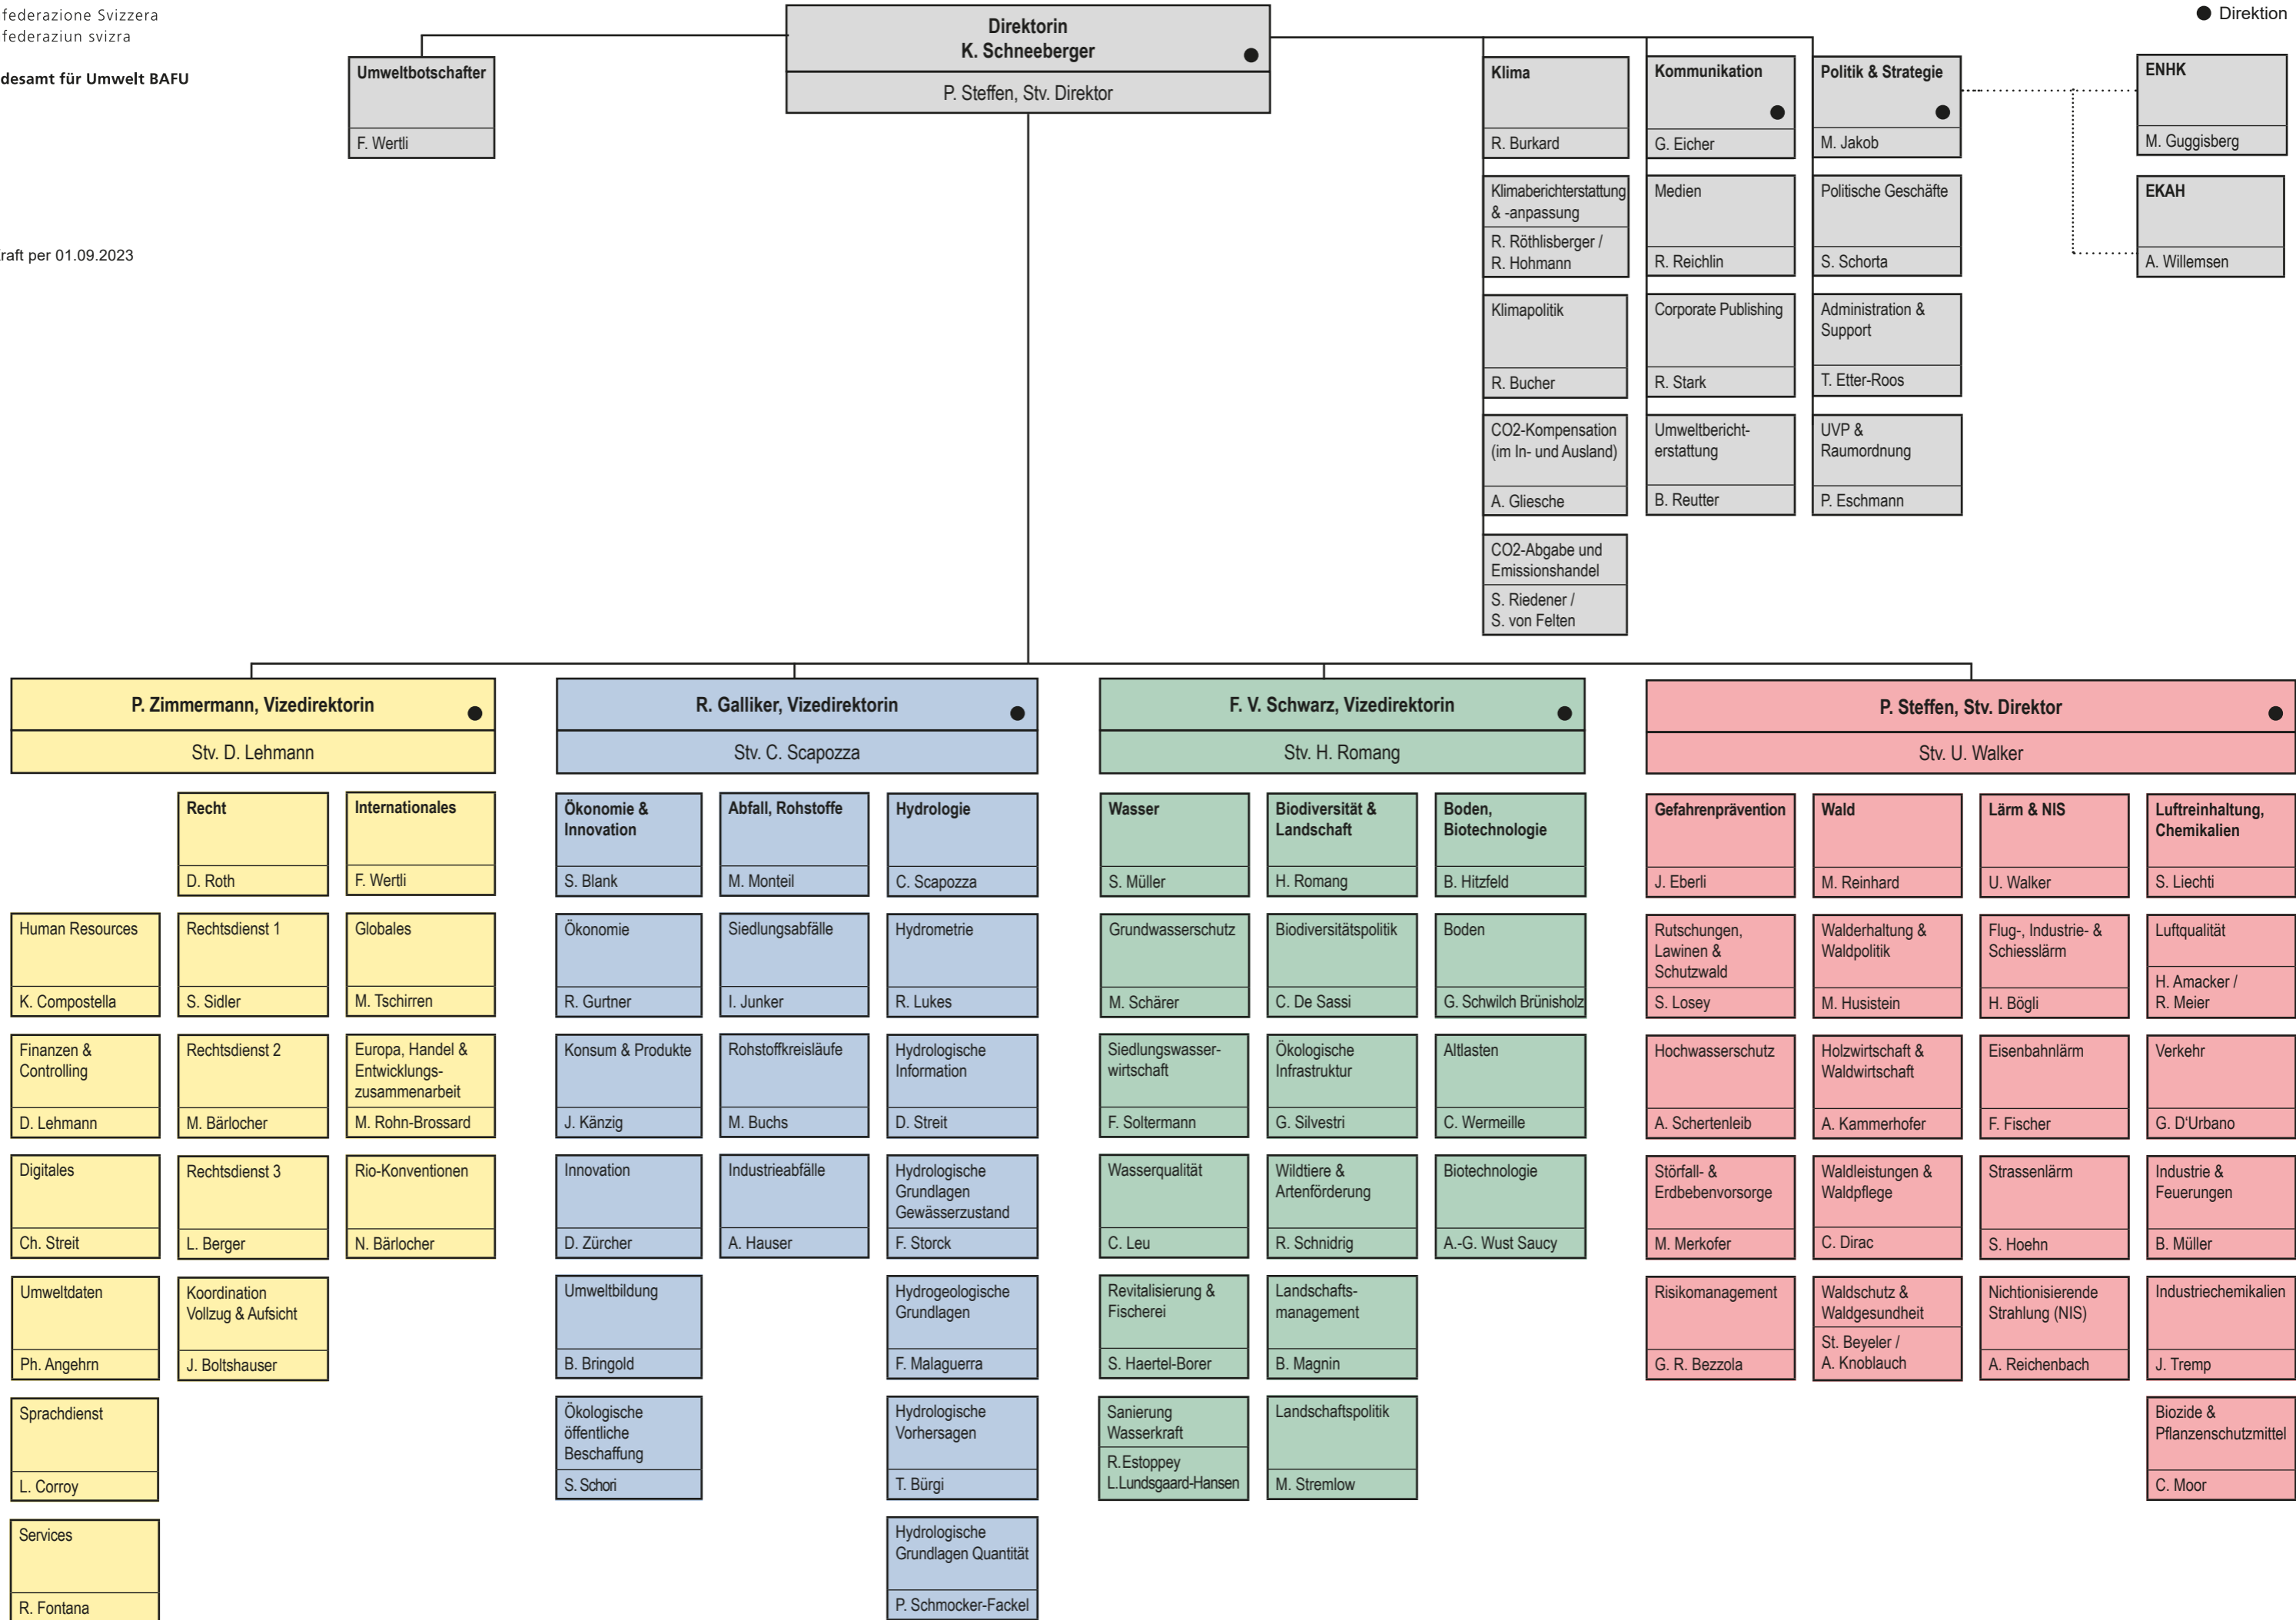 federazione Svizzera
federaziun svizra
desamt für Umwelt BAFU
raft per 01.09.2023
Direktion
Direktorin
K. Schneeberger
P. Steffen, Stv. Direktor
Umweltbotschafter
F. Wertli
Klima
R. Burkard
Klimaberichterstattung
& -anpassung
R. Röthlisberger /
R. Hohmann
Klimapolitik
R. Bucher
CO2-Kompensation
(im In- und Ausland)
A. Gliesche
CO2-Abgabe und
Emissionshandel
S. Riedener /
S. von Felten
Kommunikation
G. Eicher
Medien
R. Reichlin
Corporate Publishing
R. Stark
Umweltbericht-
erstattung
B. Reutter
Politik & Strategie
M. Jakob
Politische Geschäfte
S. Schorta
Administration &
Support
T. Etter-Roos
UVP &
Raumordnung
P. Eschmann
ENHK
M. Guggisberg
EKAH
A. Willemsen
P. Zimmermann, Vizedirektorin
Stv. D. Lehmann
Human Resources
K. Compostella
Finanzen &
Controlling
D. Lehmann
Digitales
Ch. Streit
Umweltdaten
Ph. Angehrn
Sprachdienst
L. Corroy
Services
R. Fontana
Recht
D. Roth
Rechtsdienst 1
S. Sidler
Rechtsdienst 2
M. Bärlocher
Rechtsdienst 3
L. Berger
Koordination
Vollzug & Aufsicht
J. Boltshauser
Internationales
F. Wertli
Globales
M. Tschirren
Europa, Handel &
Entwicklungs-
zusammenarbeit
M. Rohn-Brossard
Rio-Konventionen
N. Bärlocher
R. Galliker, Vizedirektorin
Stv. C. Scapozza
Ökonomie &
Innovation
S. Blank
Ökonomie
R. Gurtner
Konsum & Produkte
J. Känzig
Innovation
D. Zürcher
Umweltbildung
B. Bringold
Ökologische
öffentliche
Beschaffung
S. Schori
Abfall, Rohstoffe
M. Monteil
Siedlungsabfälle
I. Junker
Rohstoffkreisläufe
M. Buchs
Industrieabfälle
A. Hauser
Hydrologie
C. Scapozza
Hydrometrie
R. Lukes
Hydrologische
Information
D. Streit
Hydrologische
Grundlagen
Gewässerzustand
F. Storck
Hydrogeologische
Grundlagen
F. Malaguerra
Hydrologische
Vorhersagen
T. Bürgi
Hydrologische
Grundlagen Quantität
P. Schmocker-Fackel
F. V. Schwarz, Vizedirektorin
Stv. H. Romang
Wasser
S. Müller
Grundwasserschutz
M. Schärer
Siedlungswasser-
wirtschaft
F. Soltermann
Wasserqualität
C. Leu
Revitalisierung &
Fischerei
S. Haertel-Borer
Sanierung
Wasserkraft
R.Estoppey
L.Lundsgaard-Hansen
Biodiversität &
Landschaft
H. Romang
Biodiversitätspolitik
C. De Sassi
Ökologische
Infrastruktur
G. Silvestri
Wildtiere &
Artenförderung
R. Schnidrig
Landschafts-
management
B. Magnin
Landschaftspolitik
M. Stremlow
Boden,
Biotechnologie
B. Hitzfeld
Boden
G. Schwilch Brünisholz
Altlasten
C. Wermeille
Biotechnologie
A.-G. Wust Saucy
P. Steffen, Stv. Direktor
Stv. U. Walker
Gefahrenprävention
J. Eberli
Rutschungen,
Lawinen &
Schutzwald
S. Losey
Hochwasserschutz
A. Schertenleib
Störfall- &
Erdbebenvorsorge
M. Merkofer
Risikomanagement
G. R. Bezzola
Wald
M. Reinhard
Walderhaltung &
Waldpolitik
M. Husistein
Holzwirtschaft &
Waldwirtschaft
A. Kammerhofer
Waldleistungen &
Waldpflege
C. Dirac
Waldschutz &
Waldgesundheit
St. Beyeler /
A. Knoblauch
Lärm & NIS
U. Walker
Flug-, Industrie- &
Schiesslärm
H. Bögli
Eisenbahnlärm
F. Fischer
Strassenlärm
S. Hoehn
Nichtionisierende
Strahlung (NIS)
A. Reichenbach
Luftreinhaltung,
Chemikalien
S. Liechti
Luftqualität
H. Amacker /
R. Meier
Verkehr
G. D'Urbano
Industrie &
Feuerungen
B. Müller
Industriechemikalien
J. Tremp
Biozide &
Pflanzenschutzmittel
C. Moor